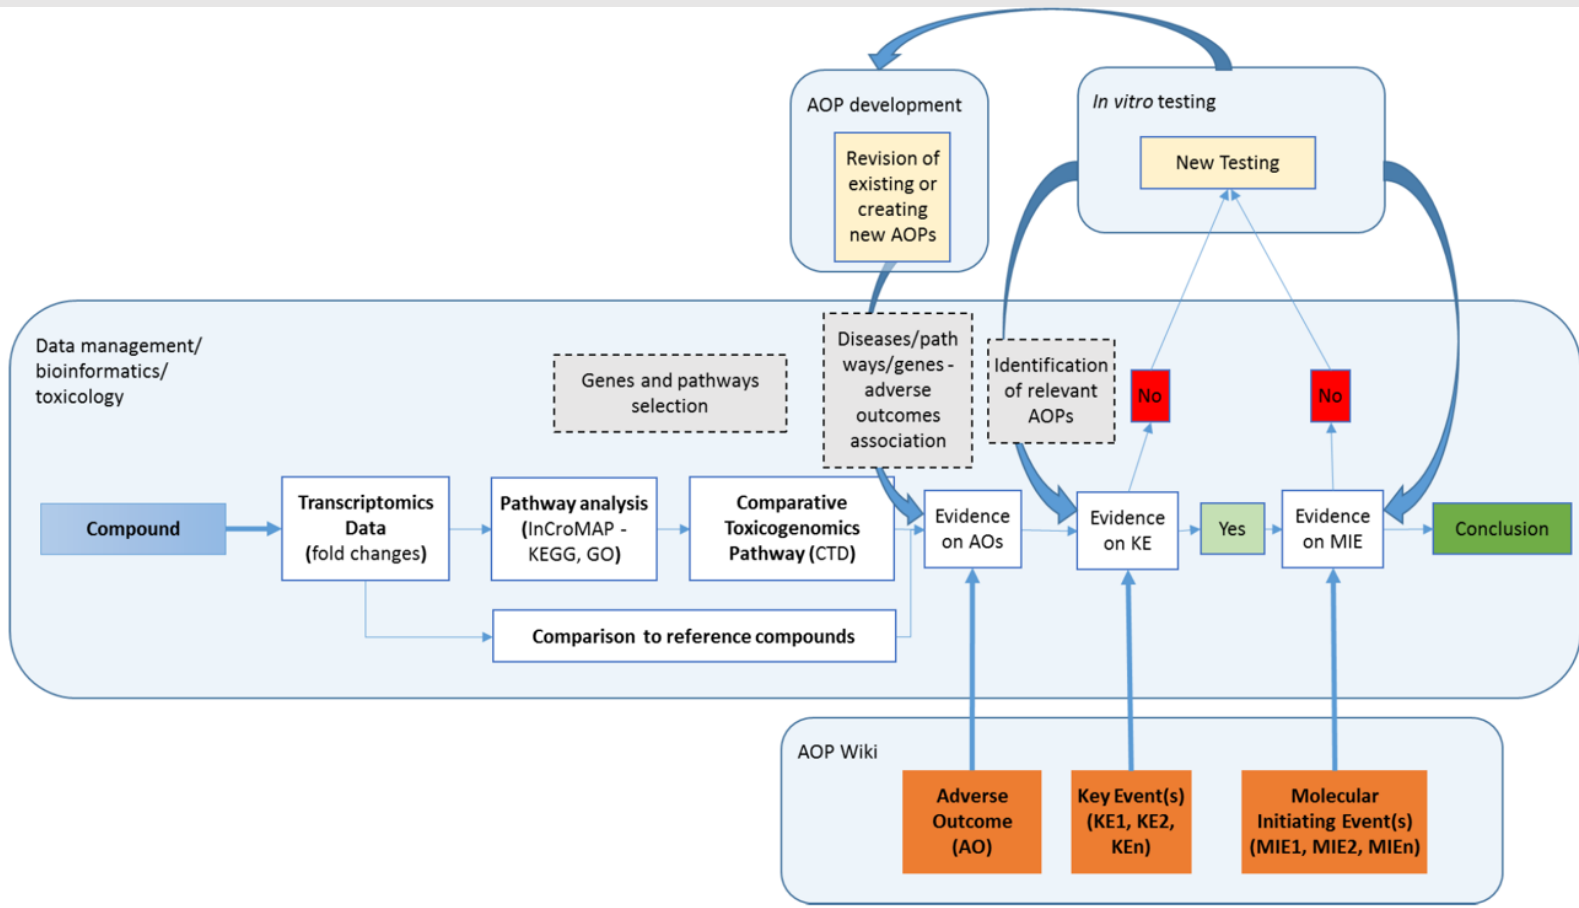 AOP development
Revision of
existing or
creating
new AOPs
In vitro testing
New Testing
Data management/
bioinformatics/
toxicology
Genes and pathways
selection
Diseases/path
ways/genes -
adverse
outcomes
association
Identification
of relevant
AOPs
No
No
Compound
Transcriptomics
Data
(fold changes)
Pathway analysis
(InCroMAP -
KEGG, GO)
Comparative
Toxicogenomics
Pathway (CTD)
Evidence
on AOs
Evidence
on KE
Yes
Evidence
on MIE
Conclusion
Comparison to reference compounds
AOP Wiki
Adverse
Outcome
(AO)
Key Event(s)
(KE1, KE2,
KEn)
Molecular
Initiating Event(s)
(MIE1, MIE2, MIEn)